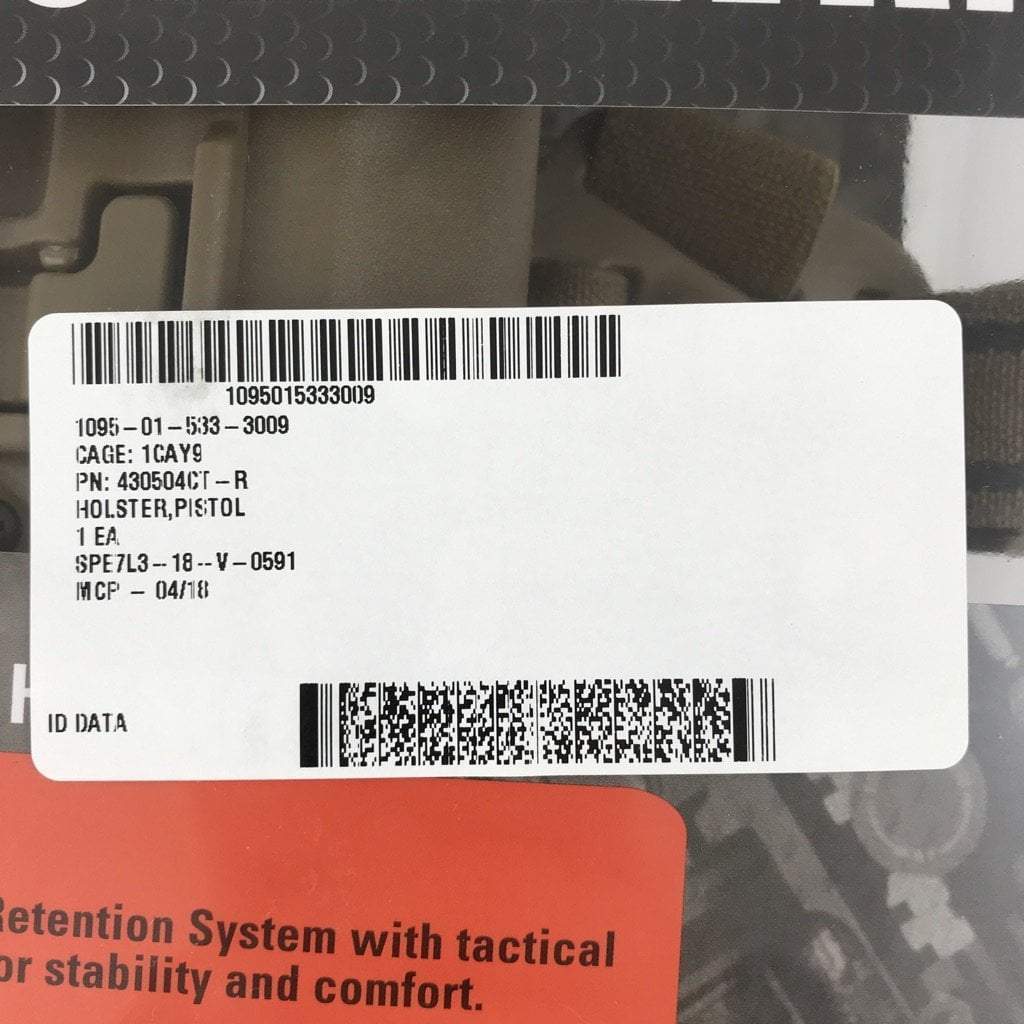 1095015333009
1095-01-533-3009
CAGE: 1CAY9
PN: 430504CT-R
HOLSTER,PISTOL
1 EA
SPE7L3-18--V-0591
MCP - 04/18
H
ID DATA
Retention System with tactical
or stability and comfort.